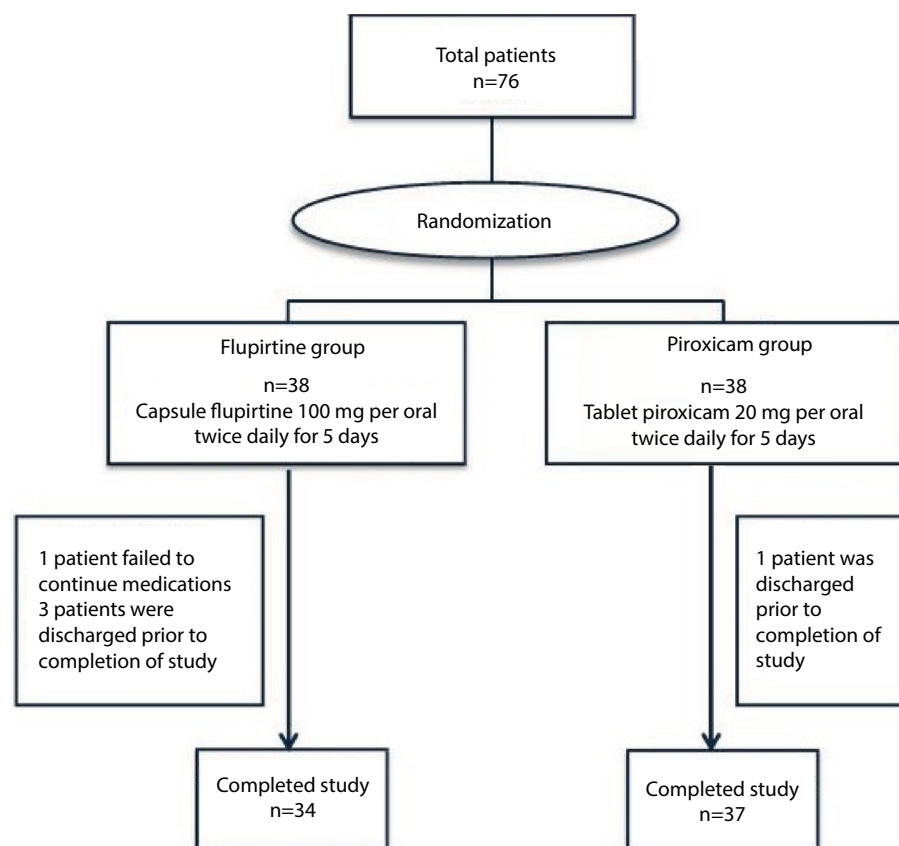 Total patients
n=76
Randomization
Flupirtine group
n=38
Capsule flupirtine 100 mg per oral
twice daily for 5 days
Piroxicam group
n=38
Tablet piroxicam 20 mg per oral
twice daily for 5 days
1 patient failed to
continue medications
3 patients were
discharged prior to
completion of study
1 patient was
discharged
prior to
completion of
study
Completed study
n=34
Completed study
n=37